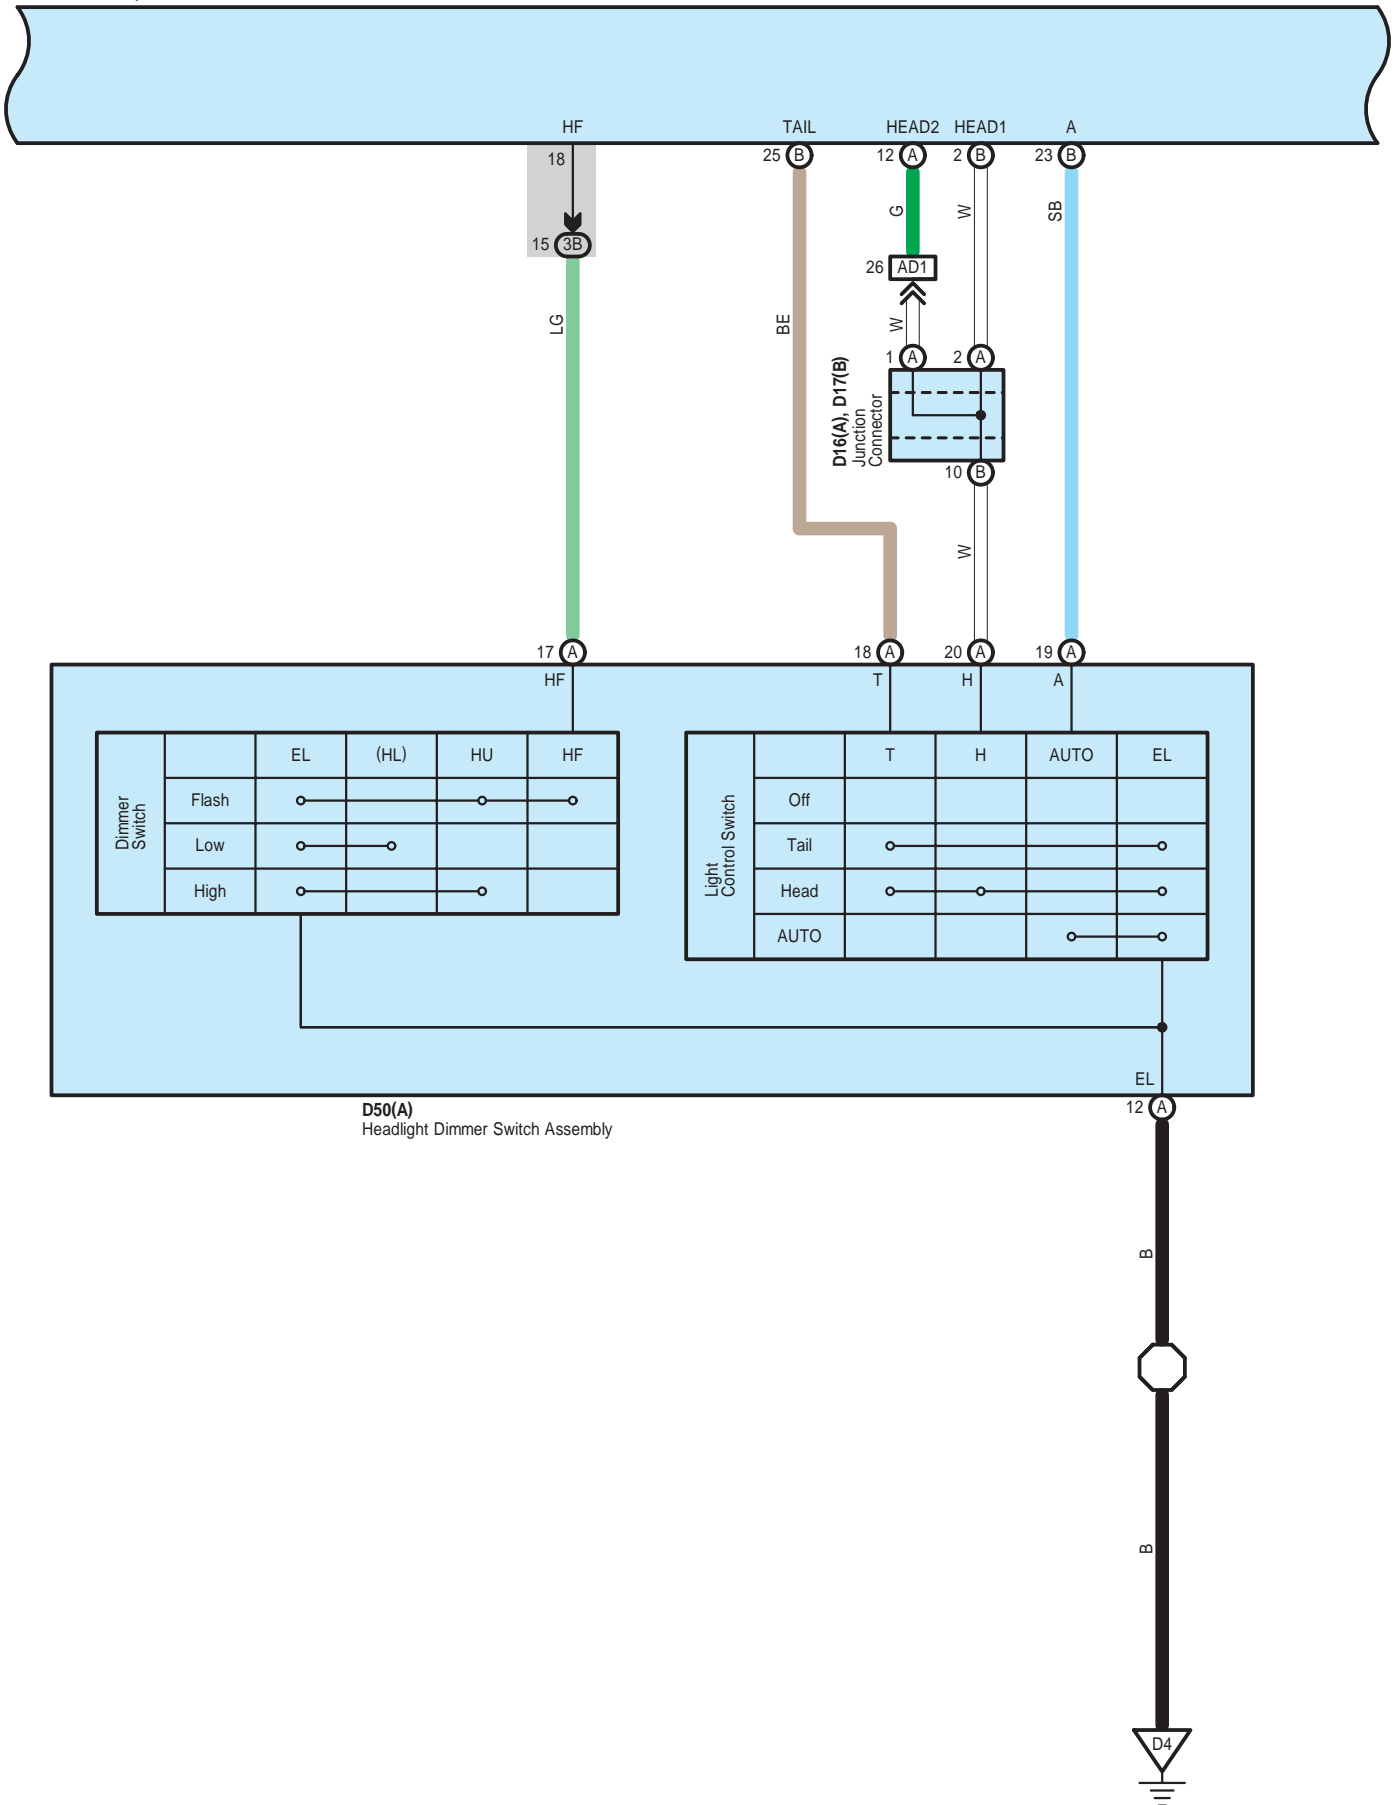 HF TAIL HEAD2 HEAD1 A
18 25 B 12 A 2 B 23 B
G W SB
15 3B
26 AD1
LG BE W
1 A 2 A
D16(A), D17(B)
Junction
Connector
10 B
W
17 A 18 A 20 A 19 A
HF T H A
Dimmer
Switch
EL (HL) HU HF
Flash
Low
High
Light
Control Switch
T H AUTO EL
Off
Tail
Head
AUTO
EL
12 A
D50(A)
Headlight Dimmer Switch Assembly
B
B
D4